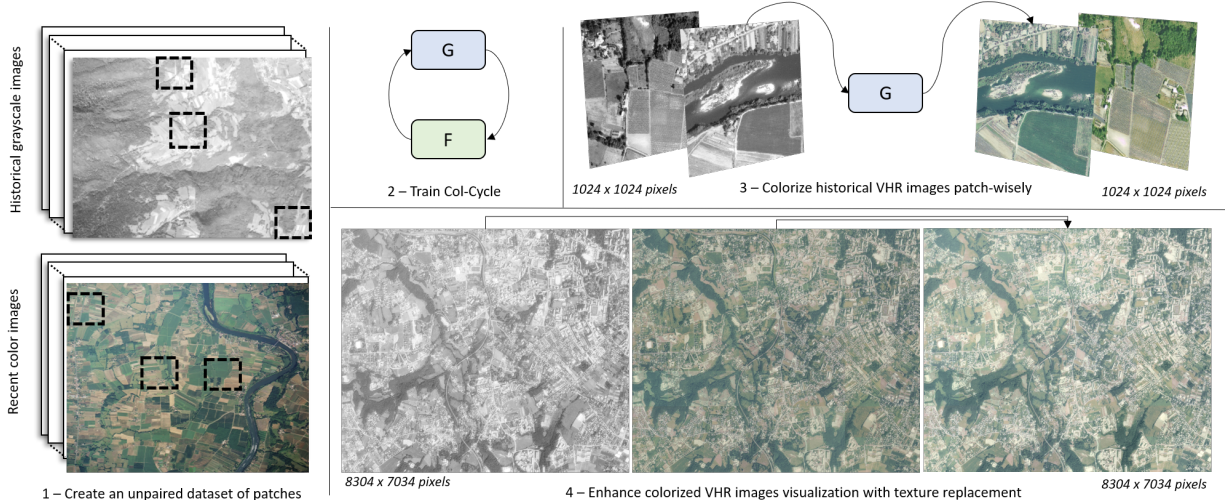 Historical grayscale images
Recent color images
1 – Create an unpaired dataset of patches
G
F
2 – Train Col-Cycle
G
1024 x 1024 pixels
3 – Colorize historical VHR images patch-wisely
1024 x 1024 pixels
8304 x 7034 pixels
4 – Enhance colorized VHR images visualization with texture replacement
8304 x 7034 pixels